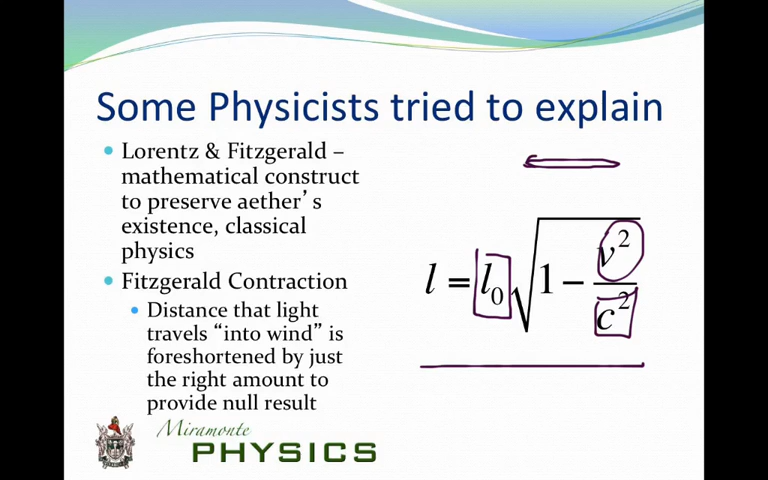 Some Physicists tried to explain
Lorentz & Fitzgerald –
mathematical construct
to preserve aether's
existence, classical
physics
Fitzgerald Contraction
Distance that light
travels “into wind” is
foreshortened by just
the right amount to
provide null result
l = l₀√1 − v²/c²
Miramonte
PHYSICS